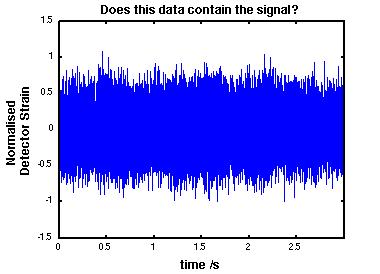 Does this data contain the signal?
1.5
1
0.5
0
-0.5
-1
-1.5
Normalised
Detector Strain
0 0.5 1 1.5 2 2.5
time /s